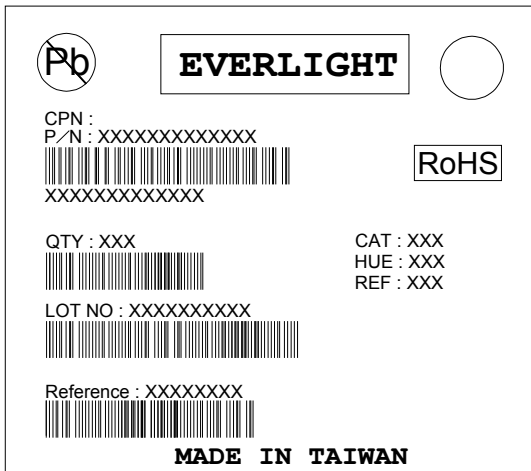 Pb
EVERLIGHT
CPN :
P/N : XXXXXXXXXXXXX
RoHS
XXXXXXXXXXXXX
QTY : XXX
CAT : XXX
HUE : XXX
REF : XXX
LOT NO : XXXXXXXXXX
Reference : XXXXXXXX
MADE IN TAIWAN